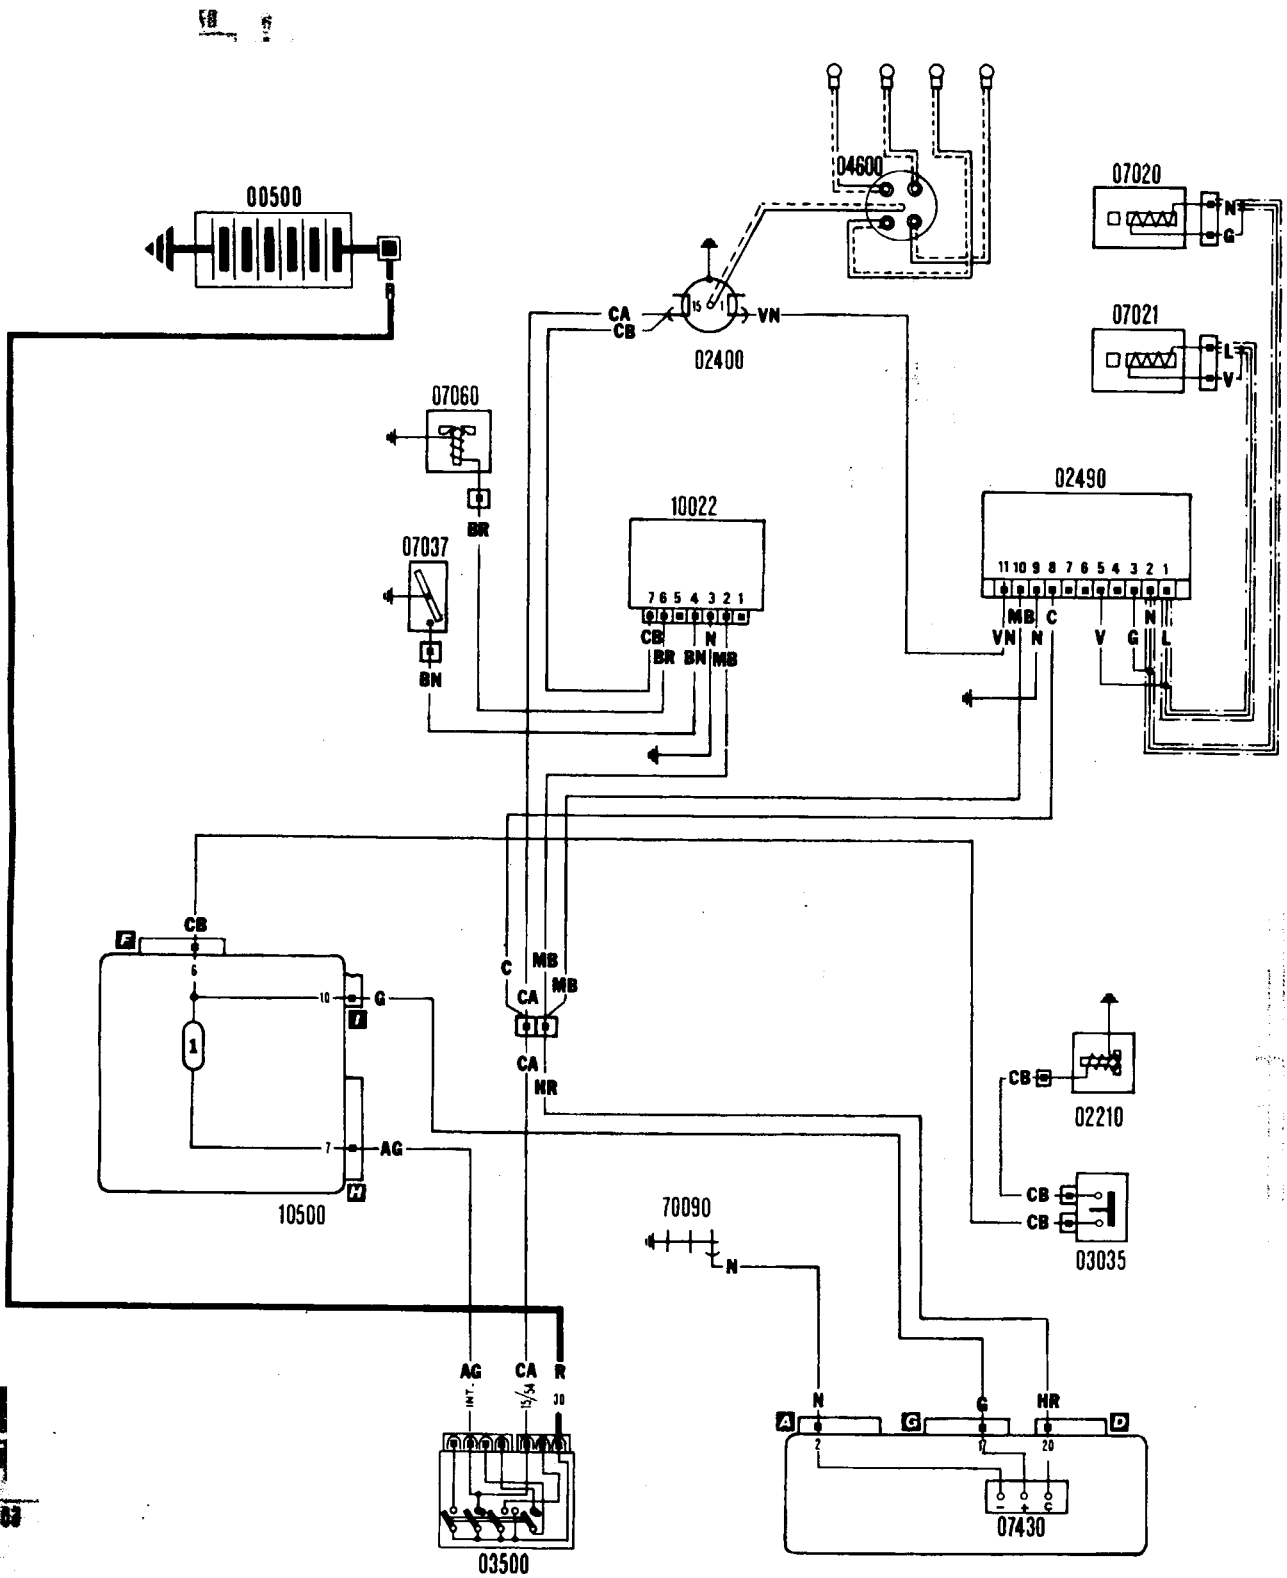 04600
07020
N
G
00500
R
CA
CB
15
1
VN
02400
07021
L
V
07060
BR
07037
BN
10022
7 6 5 4 3 2 1
CB
BR
BN
N
MB
02490
11 10 9 8 7 6 5 4 3 2 1
VN
MB
N
C
V
G
N
L
F
CB
6
10
G
I
1
7
AG
H
10500
C
CA
MB
MB
CA
HR
CB
02210
CB
CB
03035
70090
N
AG
CA
R
INT.
15/54
30
03500
N
G
HR
A
G
D
2
17
20
-
+
C
07430